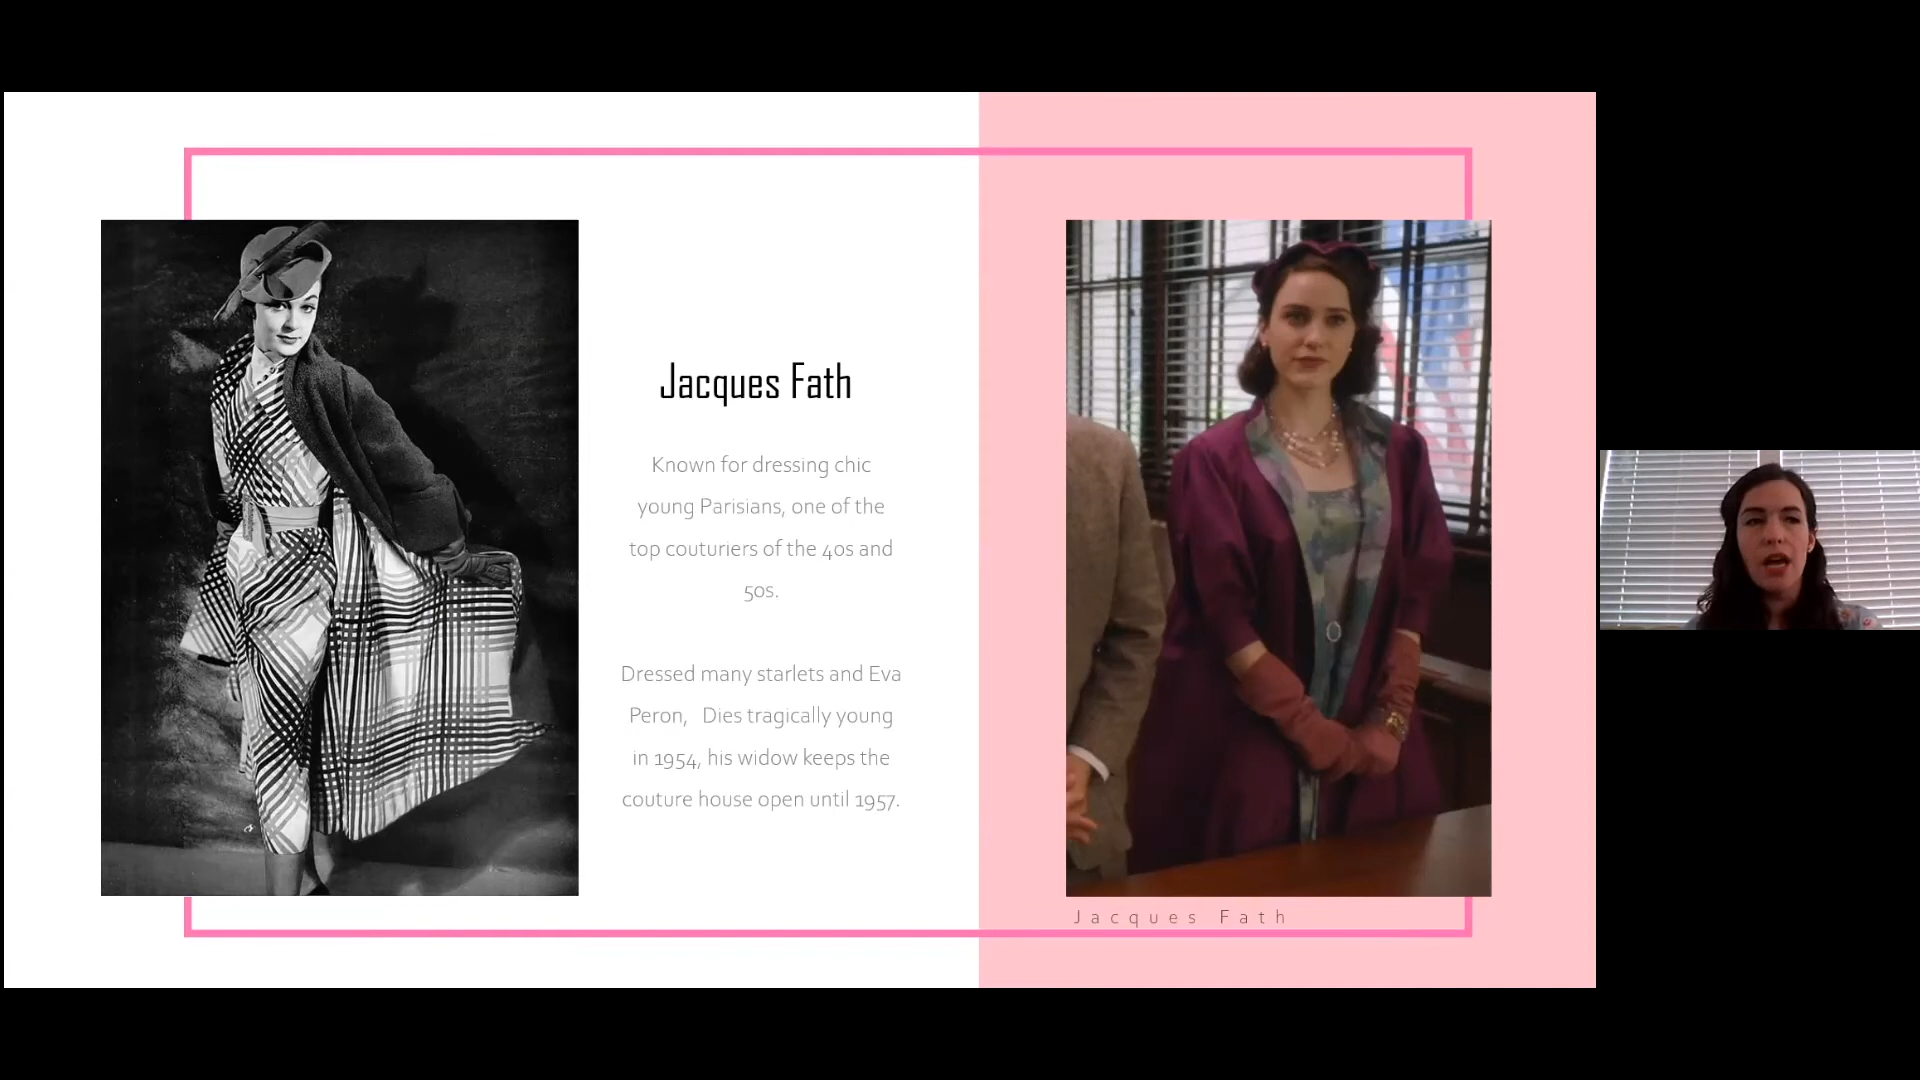 Jacques Fath
Known for dressing chic
young Parisians, one of the
top couturiers of the 40s and
50s.
Dressed many starlets and Eva
Peron, Dies tragically young
in 1954, his widow keeps the
couture house open until 1957.
Jacques Fath